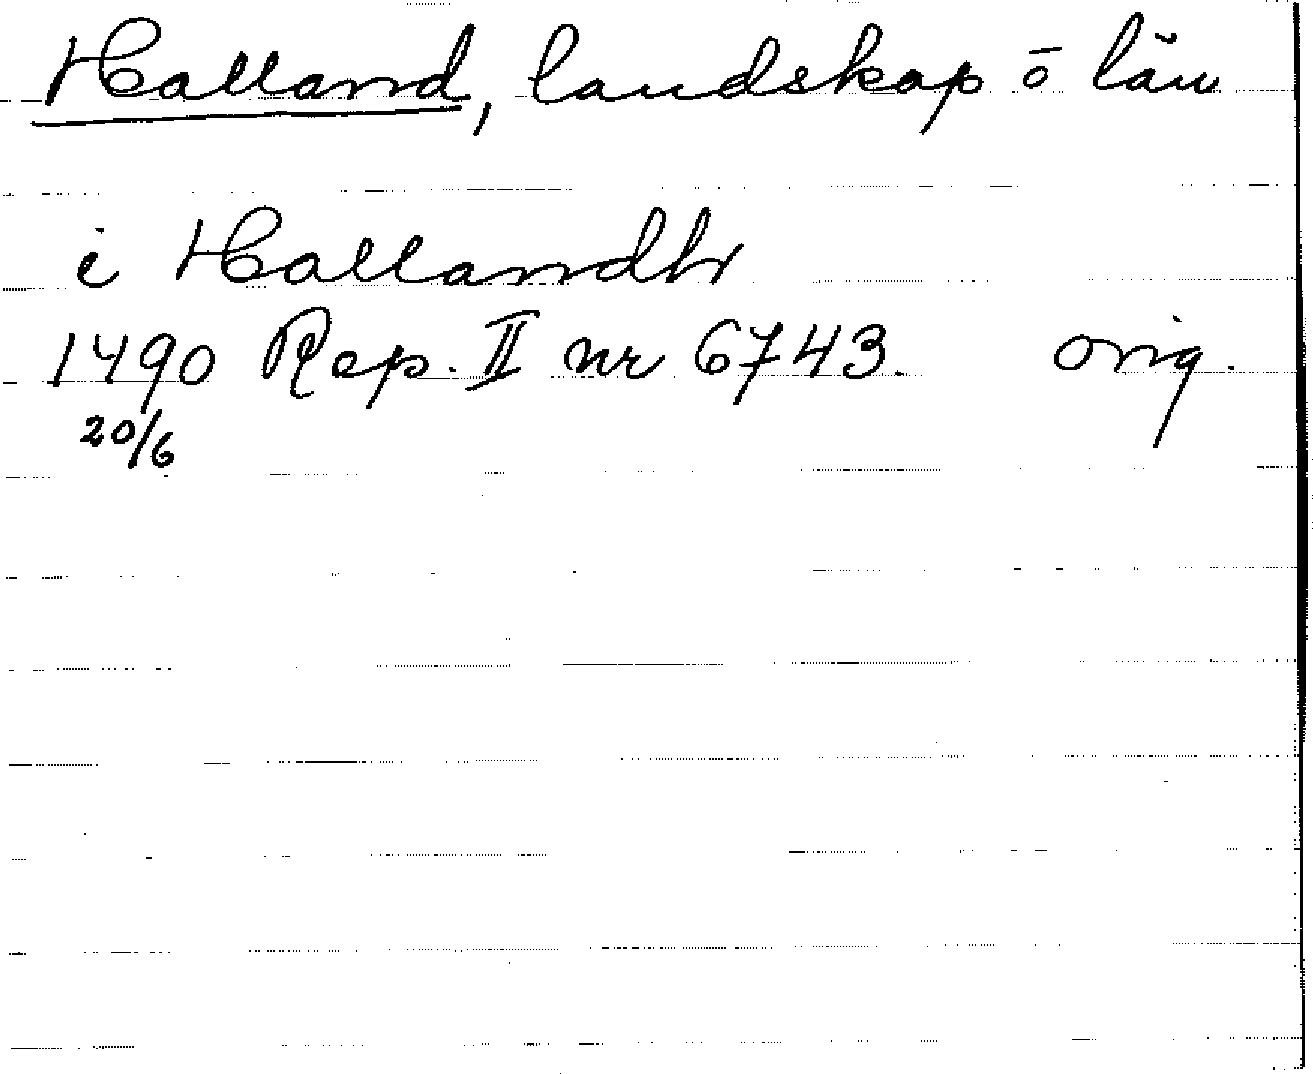 Halland, landskap o län
i Hallandh
1490 Rep. II nr 6743. orig.
20/6